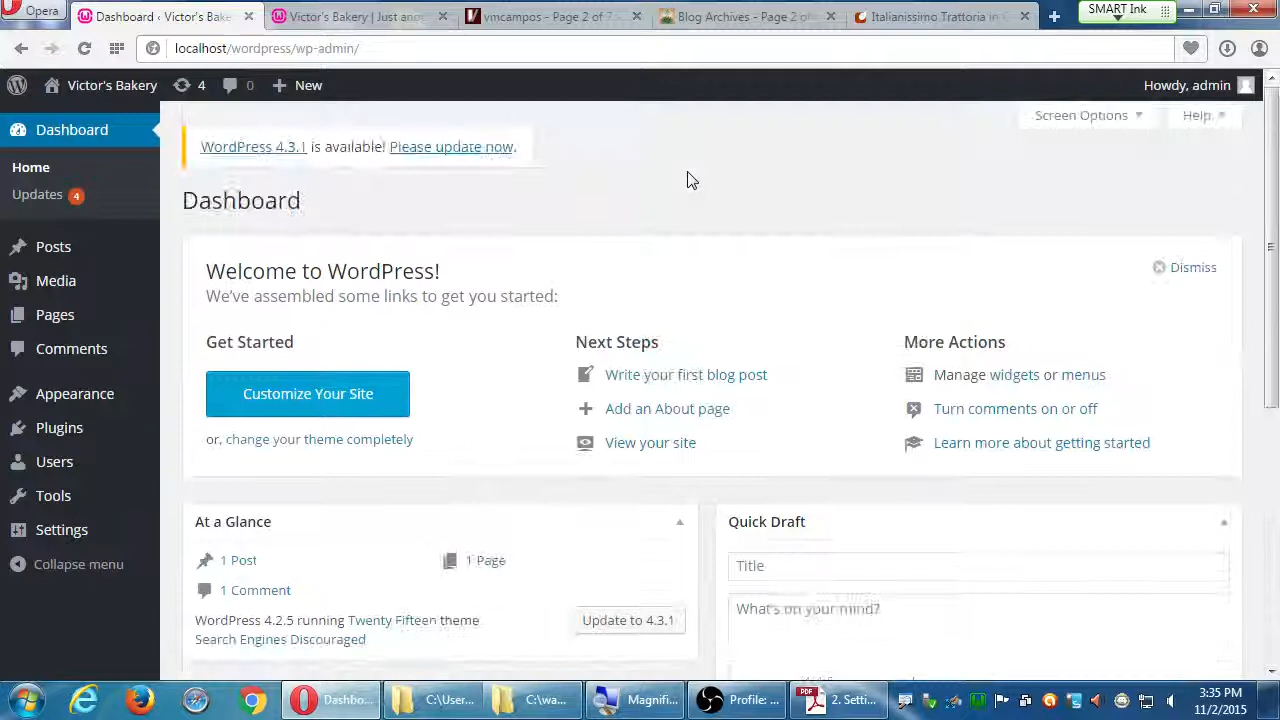 Opera
Dashboard ‹ Victor's Bake
Victor's Bakery | Just ano
vmcampos – Page 2 of 7
Blog Archives - Page 2 of
Italianissimo Trattoria in
SMART Ink
localhost/wordpress/wp-admin/
Victor's Bakery
4
0
New
Howdy, admin
Dashboard
Home
Updates 4
Posts
Media
Pages
Comments
Appearance
Plugins
Users
Tools
Settings
Collapse menu
Screen Options
Help
WordPress 4.3.1 is available! Please update now.
Dashboard
Welcome to WordPress!
We've assembled some links to get you started:
Dismiss
Get Started
Customize Your Site
or, change your theme completely
Next Steps
Write your first blog post
Add an About page
View your site
More Actions
Manage widgets or menus
Turn comments on or off
Learn more about getting started
At a Glance
1 Post
1 Page
1 Comment
WordPress 4.2.5 running Twenty Fifteen theme
Update to 4.3.1
Search Engines Discouraged
Quick Draft
Title
What's on your mind?
Dashbo...
C:\User...
C:\wa...
Magnifi...
Profile: ...
PDF
2. Setti...
3:35 PM
11/2/2015